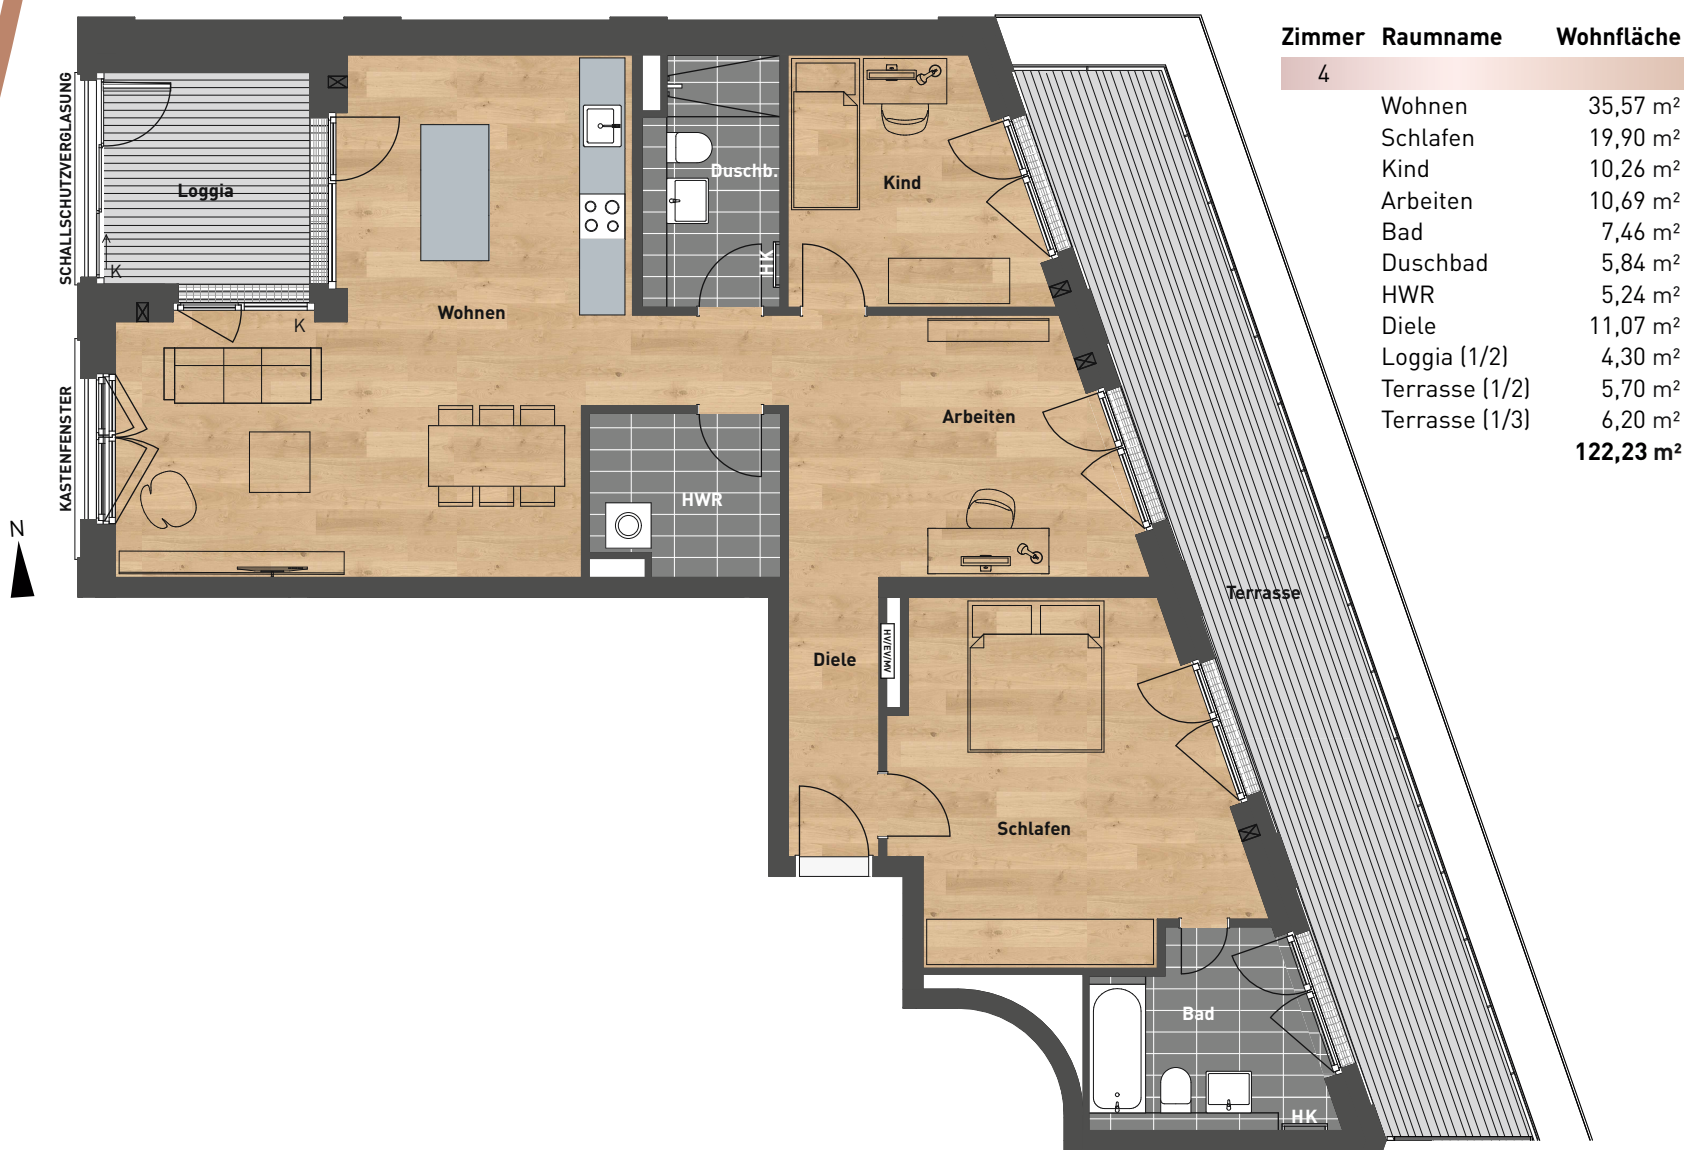 Zimmer Raumname Wohnfläche
4
Wohnen 35,57 m²
Schlafen 19,90 m²
Kind 10,26 m²
Arbeiten 10,69 m²
Bad 7,46 m²
Duschbad 5,84 m²
HWR 5,24 m²
Diele 11,07 m²
Loggia (1/2) 4,30 m²
Terrasse (1/2) 5,70 m²
Terrasse (1/3) 6,20 m²
122,23 m²
SCHALLSCHUTZVERGLASUNG
Loggia
K
K
Wohnen
Duschb.
HK
Kind
KASTENFENSTER
Arbeiten
HWR
N
Terrasse
Diele
HV/EV/MV
Schlafen
Bad
HK